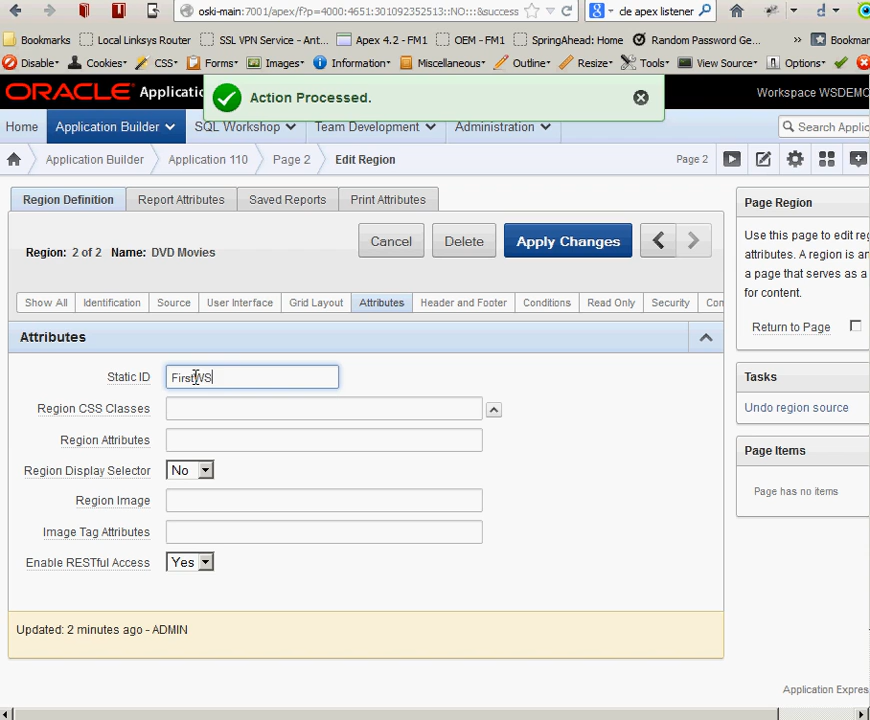 oski-main:7001/apex/f?p=4000:4651:301092352513::NO:::&success
cle apex listener
Bookmarks
Local Linksys Router
SSL VPN Service - Ant...
Apex 4.2 - FM1
OEM - FM1
SpringAhead: Home
Random Password Ge...
»
Bookmar
Disable
Cookies
CSS
Forms
Images
Information
Miscellaneous
Outline
Resize
Tools
View Source
Options
ORACLE Applica
Action Processed.
Workspace WSDEMO
Home
Application Builder
SQL Workshop
Team Development
Administration
Search Applic
Application Builder
Application 110
Page 2
Edit Region
Page 2
Region Definition
Report Attributes
Saved Reports
Print Attributes
Region: 2 of 2 Name: DVD Movies
Cancel
Delete
Apply Changes
Show All
Identification
Source
User Interface
Grid Layout
Attributes
Header and Footer
Conditions
Read Only
Security
Con
Attributes
Static ID
FirstWS
Region CSS Classes
Region Attributes
Region Display Selector
No
Region Image
Image Tag Attributes
Enable RESTful Access
Yes
Updated: 2 minutes ago - ADMIN
Page Region
Use this page to edit reg
attributes. A region is an
a page that serves as a
for content.
Return to Page
Tasks
Undo region source
Page Items
Page has no items
Application Expres